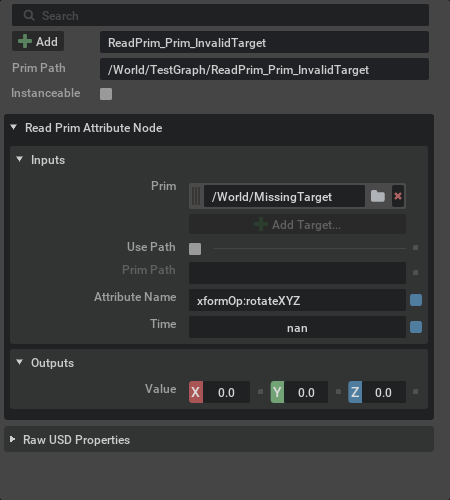 Search
Add
ReadPrim_Prim_InvalidTarget
Prim Path
/World/TestGraph/ReadPrim_Prim_InvalidTarget
Instanceable
Read Prim Attribute Node
Inputs
Prim
/World/MissingTarget
Add Target...
Use Path
Prim Path
Attribute Name
xformOp:rotateXYZ
Time
nan
Outputs
Value
X 0.0 Y 0.0 Z 0.0
Raw USD Properties